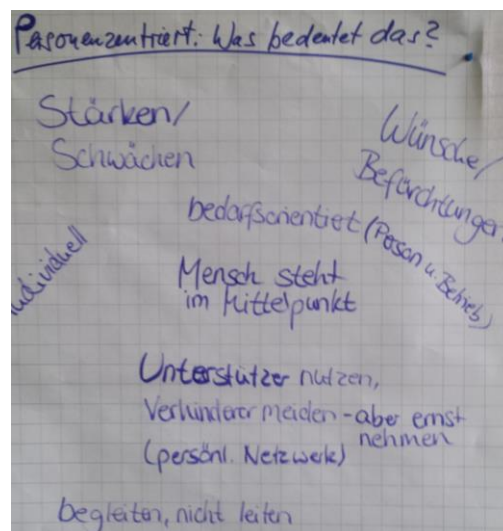 Personenzentriert: Was bedeutet das?
Stärken/
Schwächen
Wünsche/
Befürchtungen
bedarfsorientiert (Person u. Betrieb)
individuell
Mensch steht
im Mittelpunkt
Unterstützer nutzen,
Verhinderer meiden - aber ernst
nehmen
(persönl. Netzwerk)
begleiten, nicht leiten